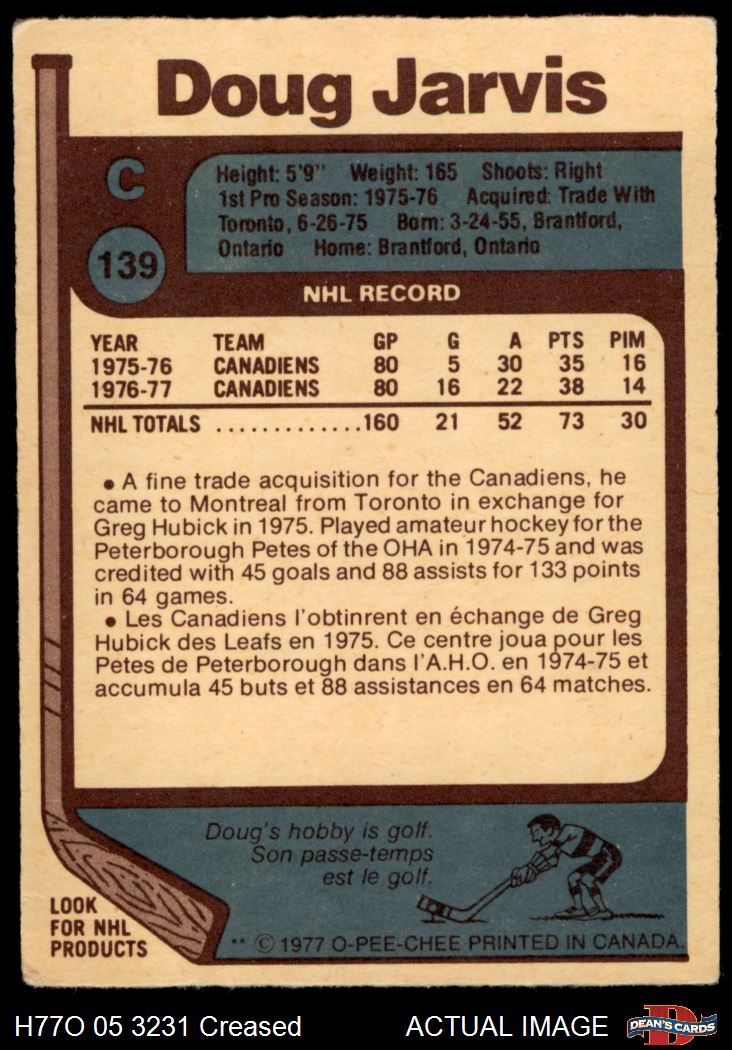 Doug Jarvis
C
139
Height: 5'9" Weight: 165 Shoots: Right
1st Pro Season: 1975-76 Acquired: Trade With
Toronto, 6-26-75 Born: 3-24-55, Brantford,
Ontario Home: Brantford, Ontario
NHL RECORD
YEAR TEAM GP G A PTS PIM
1975-76 CANADIENS 80 5 30 35 16
1976-77 CANADIENS 80 16 22 38 14
NHL TOTALS .............160 21 52 73 30
• A fine trade acquisition for the Canadiens, he
came to Montreal from Toronto in exchange for
Greg Hubick in 1975. Played amateur hockey for the
Peterborough Petes of the OHA in 1974-75 and was
credited with 45 goals and 88 assists for 133 points
in 64 games.
• Les Canadiens l'obtinrent en échange de Greg
Hubick des Leafs en 1975. Ce centre joua pour les
Petes de Peterborough dans l'A.H.O. en 1974-75 et
accumula 45 buts et 88 assistances en 64 matches.
Doug's hobby is golf.
Son passe-temps
est le golf.
LOOK
FOR NHL
PRODUCTS
** © 1977 O-PEE-CHEE PRINTED IN CANADA.
H77O 05 3231 Creased ACTUAL IMAGE
D
DEAN'S CARDS